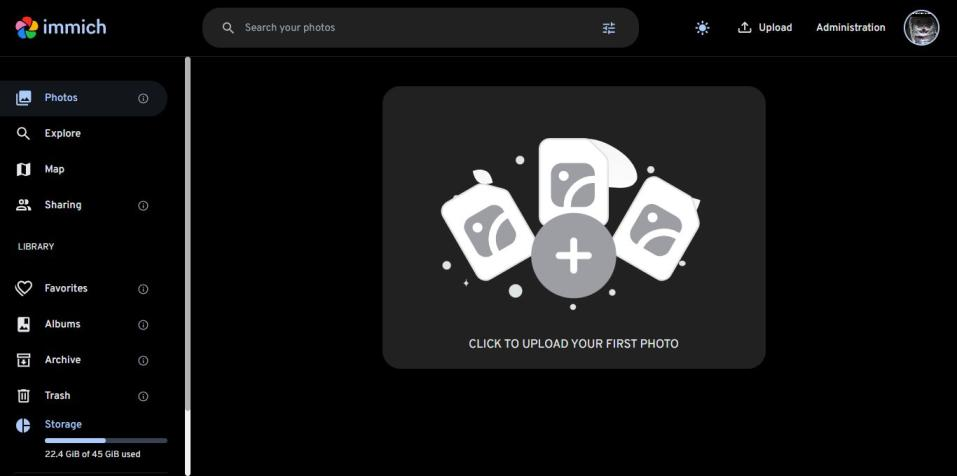 immich
Search your photos
Upload
Administration
Photos
Explore
Map
Sharing
LIBRARY
Favorites
Albums
Archive
Trash
Storage
22.4 GiB of 45 GiB used
CLICK TO UPLOAD YOUR FIRST PHOTO